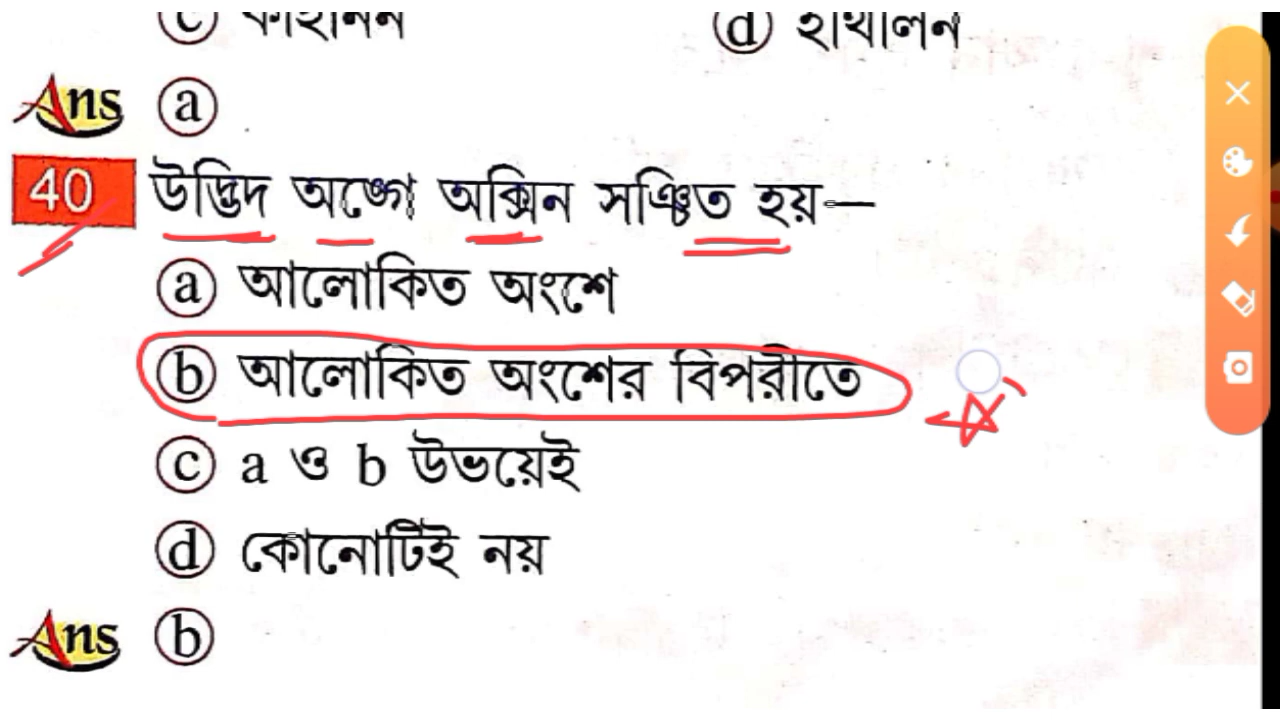 c কাহিনিন d হাথালিন
Ans a
40 উদ্ভিদ অঙ্গে অক্সিন সঞ্চিত হয়—
a আলোকিত অংশে
b আলোকিত অংশের বিপরীতে
c a ও b উভয়েই
d কোনোটিই নয়
Ans b